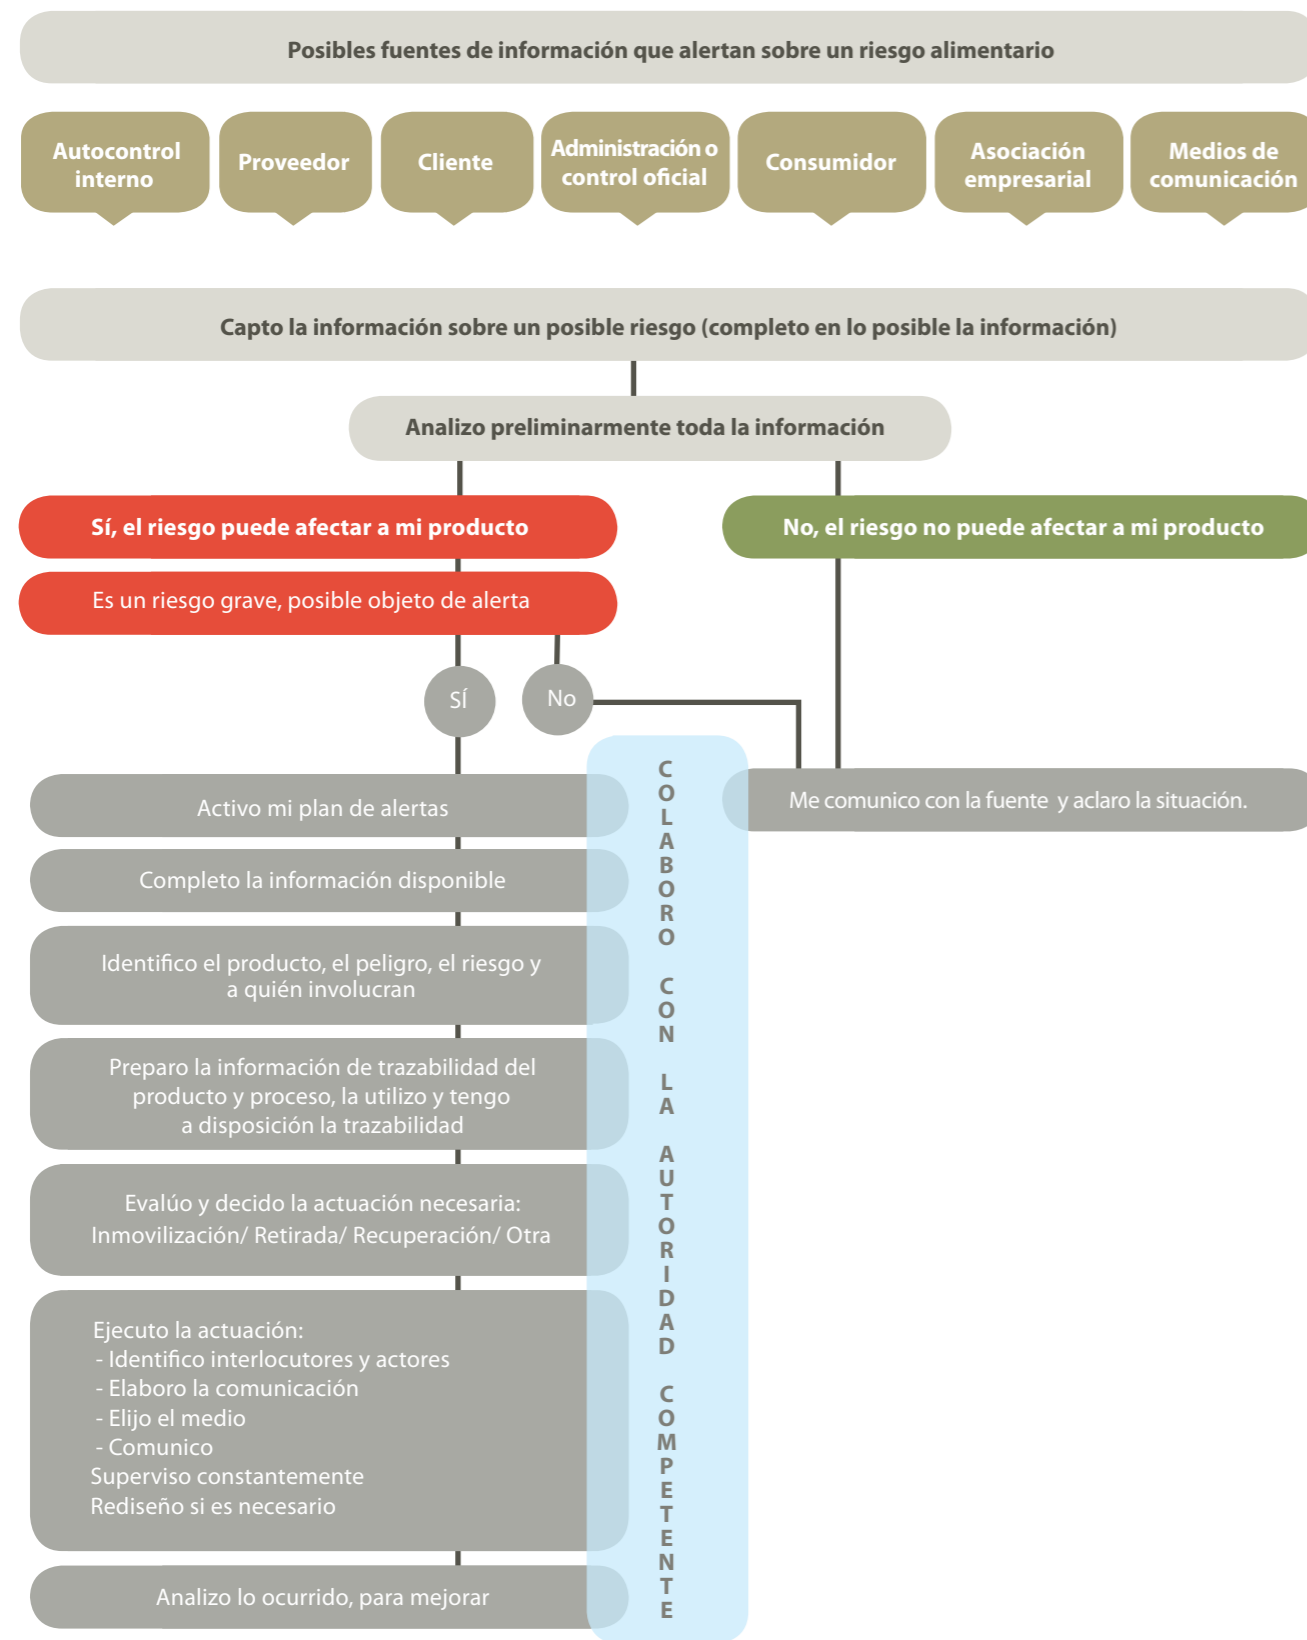 Posibles fuentes de información que alertan sobre un riesgo alimentario
Autocontrol
interno
Proveedor
Cliente
Administración o
control oficial
Consumidor
Asociación
empresarial
Medios de
comunicación
Capto la información sobre un posible riesgo (completo en lo posible la información)
Analizo preliminarmente toda la información
Sí, el riesgo puede afectar a mi producto
No, el riesgo no puede afectar a mi producto
Es un riesgo grave, posible objeto de alerta
SÍ
No
Activo mi plan de alertas
Me comunico con la fuente y aclaro la situación.
Completo la información disponible
Identifico el producto, el peligro, el riesgo y
a quién involucran
Preparo la información de trazabilidad del
producto y proceso, la utilizo y tengo
a disposición la trazabilidad
Evalúo y decido la actuación necesaria:
Inmovilización/ Retirada/ Recuperación/ Otra
Ejecuto la actuación:
- Identifico interlocutores y actores
- Elaboro la comunicación
- Elijo el medio
- Comunico
Superviso constantemente
Rediseño si es necesario
Analizo lo ocurrido, para mejorar
COLABORO CON LA AUTORIDAD COMPETENTE